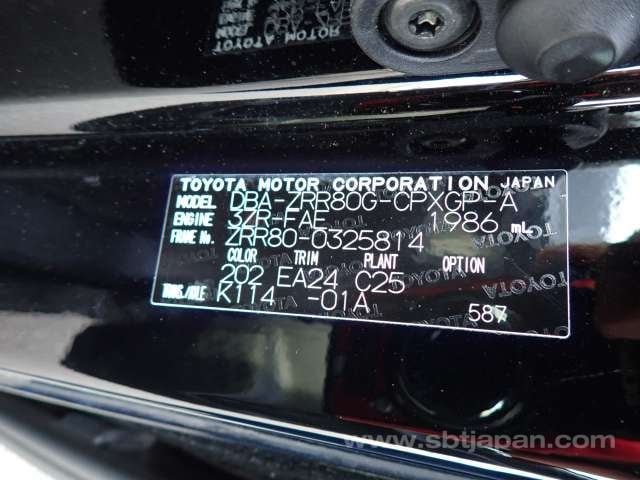 TOYOTA MOTOR CORPORATION JAPAN
MODEL DBA-ZRR80G-CPXGP-A
ENGINE 3ZR-FAE 1986 mL
FRAME No. ZRR80-0325814
COLOR TRIM PLANT OPTION
202 EA24 C25
TRANS/AXLE K114 -01A
587
www.sbtjapan.com